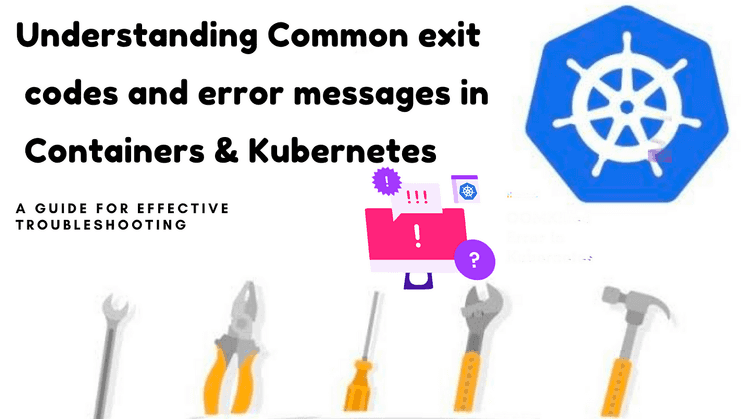 Understanding Common exit
codes and error messages in
Containers & Kubernetes
A GUIDE FOR EFFECTIVE
TROUBLESHOOTING
!
!!!
!
?